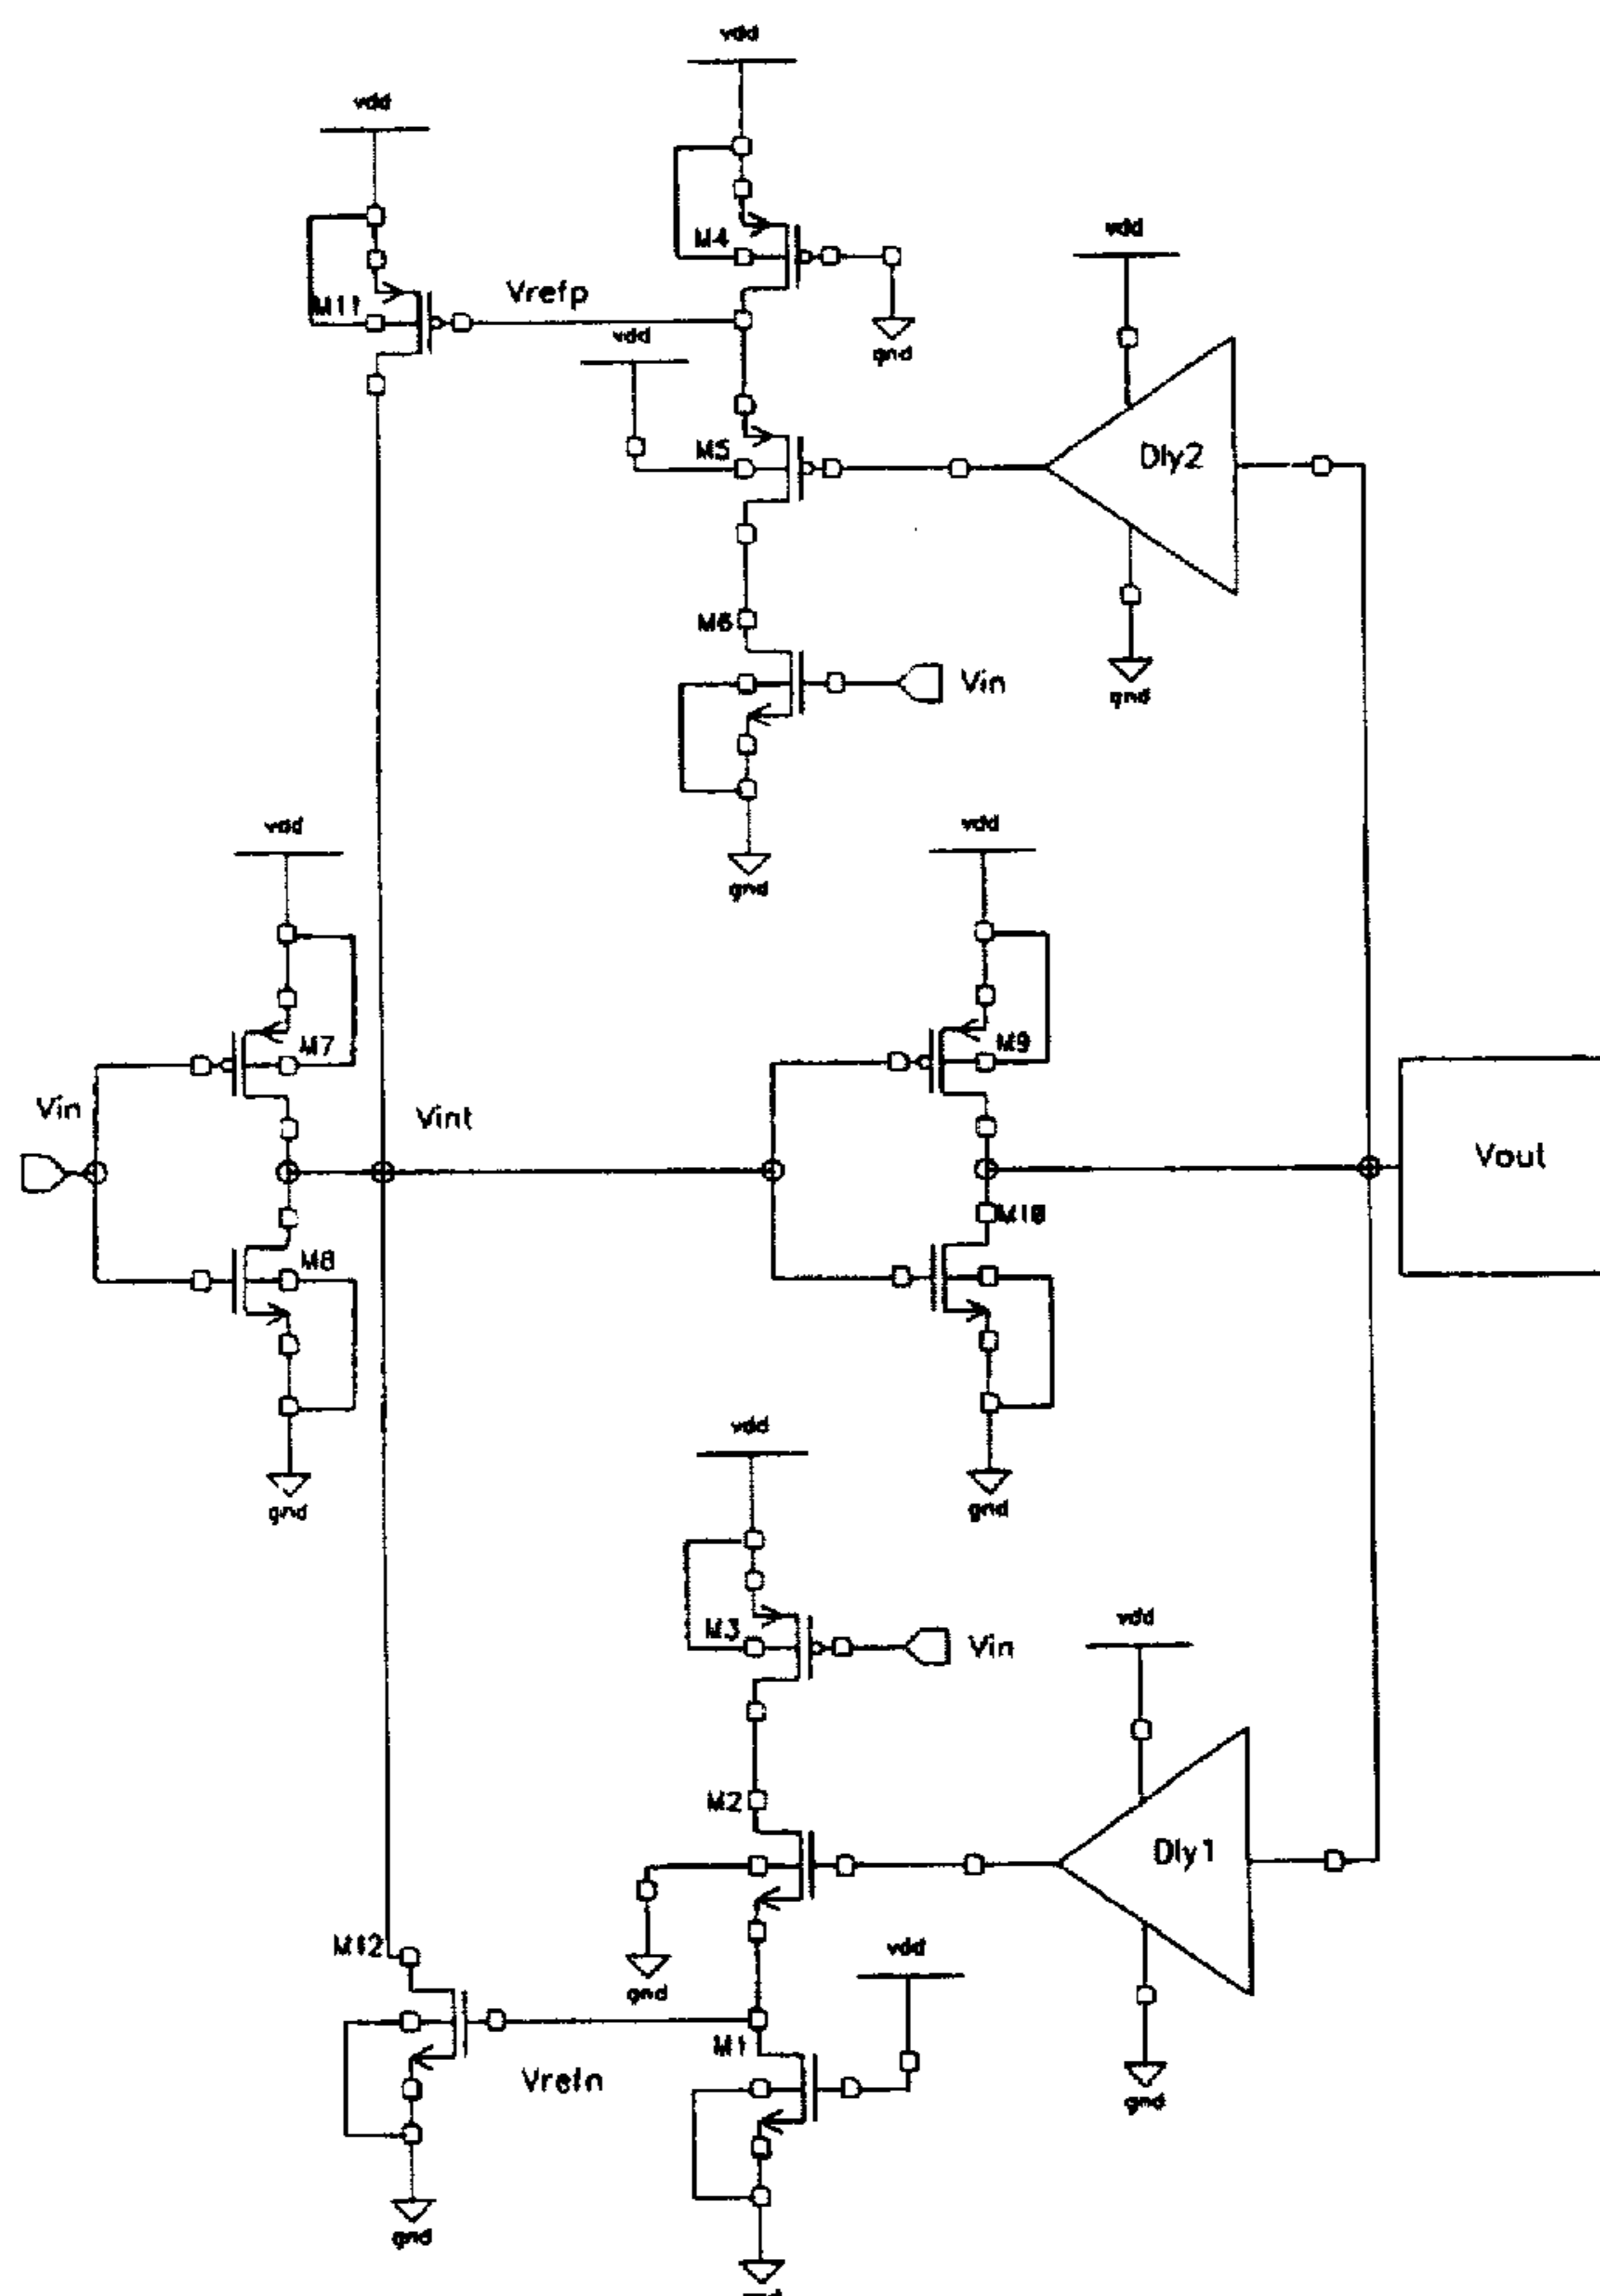 vdd
vdd
M4
M11
Vrefp
vdd
gnd
vdd
M5
Dly2
M6
Vin
gnd
gnd
vdd
vdd
M7
M9
Vin
Vint
Vout
M10
M8
gnd
gnd
vdd
M3
Vin
vdd
M2
Dly1
M12
gnd
vdd
M1
Vrefn
gnd
gnd